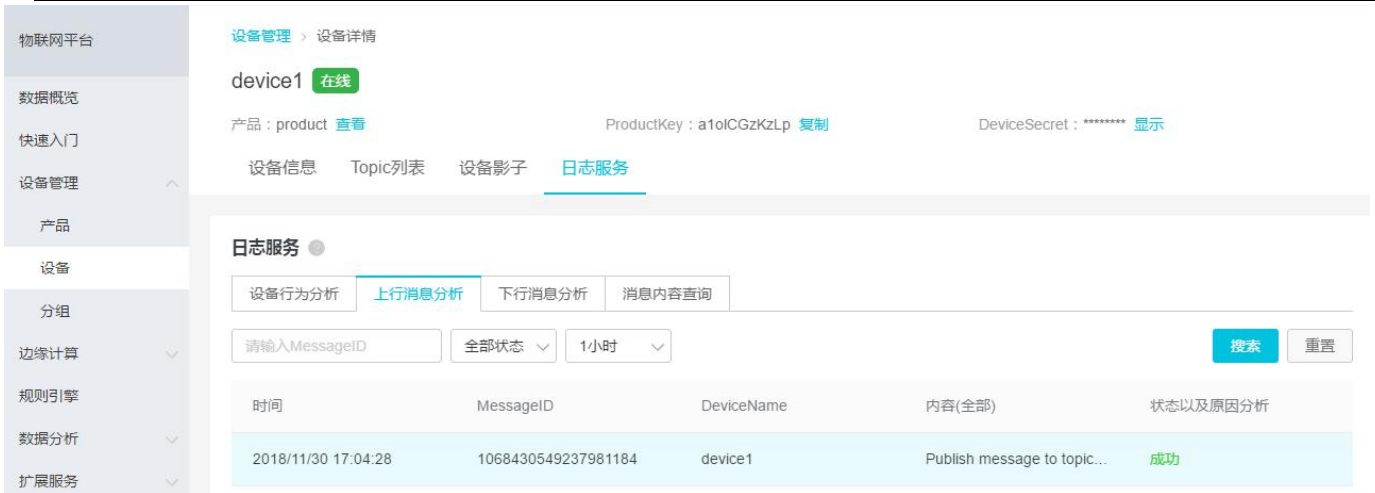 物联网平台
数据概览
快速入门
设备管理
产品
设备
分组
边缘计算
规则引擎
数据分析
扩展服务
设备管理 > 设备详情
device1 在线
产品：product 查看 ProductKey：a1olCGzKzLp 复制 DeviceSecret：******** 显示
设备信息 Topic列表 设备影子 日志服务
日志服务
设备行为分析 上行消息分析 下行消息分析 消息内容查询
请输入MessageID 全部状态 1小时 搜索 重置
时间 MessageID DeviceName 内容(全部) 状态以及原因分析
2018/11/30 17:04:28 1068430549237981184 device1 Publish message to topic... 成功